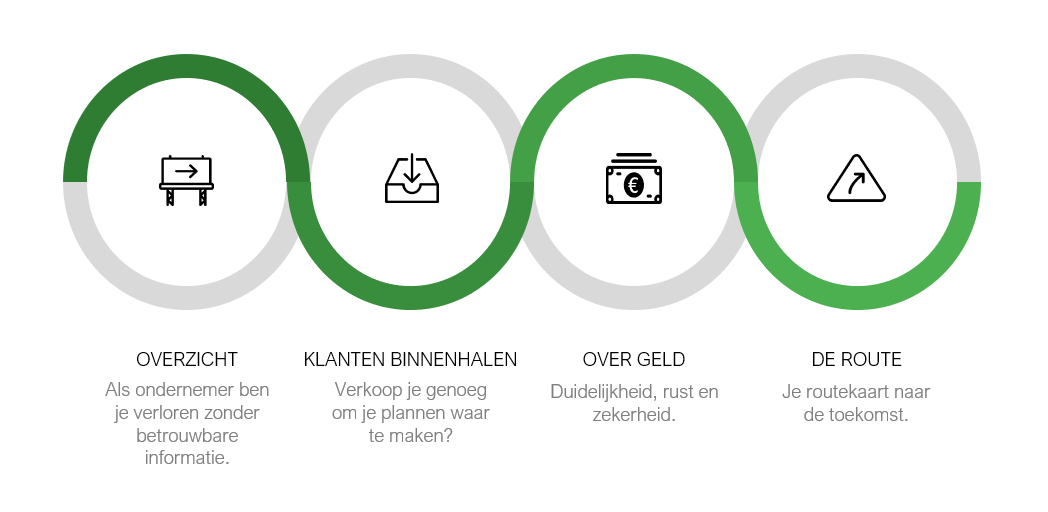 €
OVERZICHT
Als ondernemer ben
je verloren zonder
betrouwbare
informatie.
KLANTEN BINNENHALEN
Verkoop je genoeg
om je plannen waar
te maken?
OVER GELD
Duidelijkheid, rust en
zekerheid.
DE ROUTE
Je routekaart naar
de toekomst.